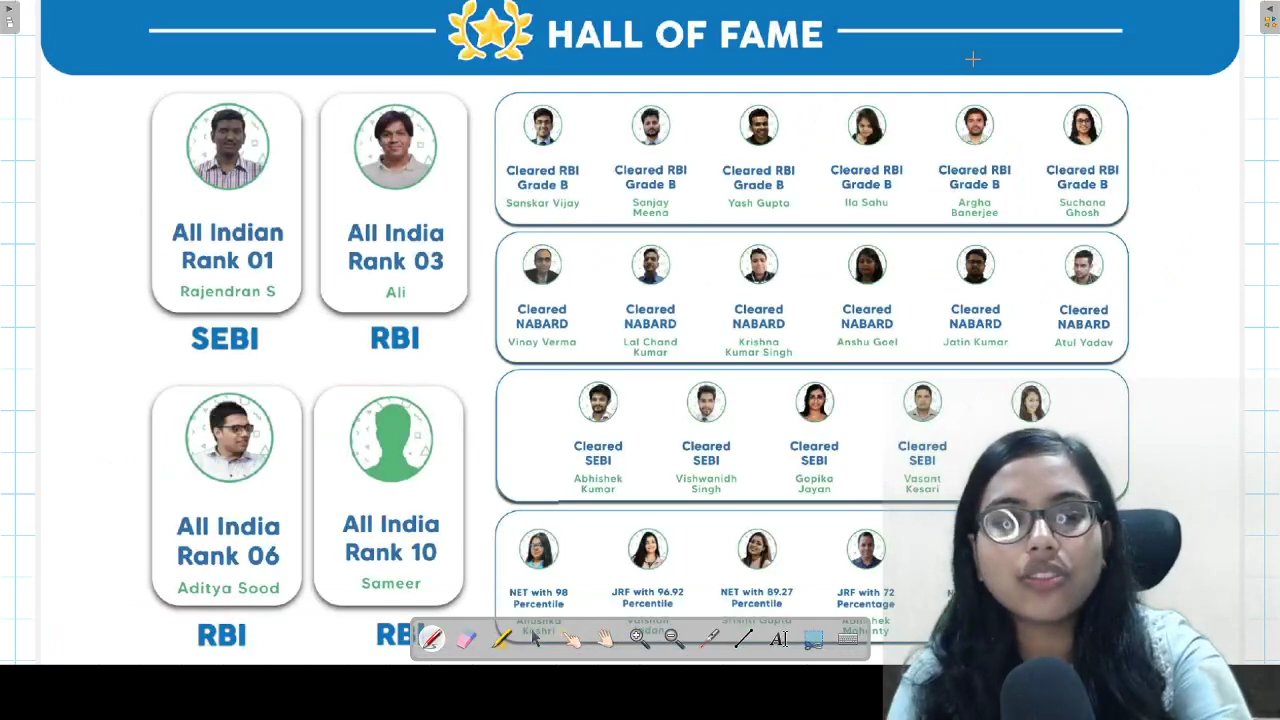 HALL OF FAME
All Indian
Rank 01
Rajendran S
SEBI
All India
Rank 03
Ali
RBI
All India
Rank 06
Aditya Sood
RBI
All India
Rank 10
Sameer
Cleared RBI
Grade B
Sanskar Vijay
Cleared RBI
Grade B
Sanjay
Meena
Cleared RBI
Grade B
Yash Gupta
Cleared RBI
Grade B
Ila Sahu
Cleared RBI
Grade B
Argha
Banerjee
Cleared RBI
Grade B
Suchana
Ghosh
Cleared
NABARD
Vinay Verma
Cleared
NABARD
Lal Chand
Kumar
Cleared
NABARD
Krishna
Kumar Singh
Cleared
NABARD
Anshu Goel
Cleared
NABARD
Jatin Kumar
Cleared
NABARD
Atul Yadav
Cleared
SEBI
Abhishek
Kumar
Cleared
SEBI
Vishwanidh
Singh
Cleared
SEBI
Gopika
Jayan
Cleared
SEBI
Vasant
Kesari
NET with 98
Percentile
JRF with 96.92
Percentile
NET with 89.27
Percentile
JRF with 72
Percentage